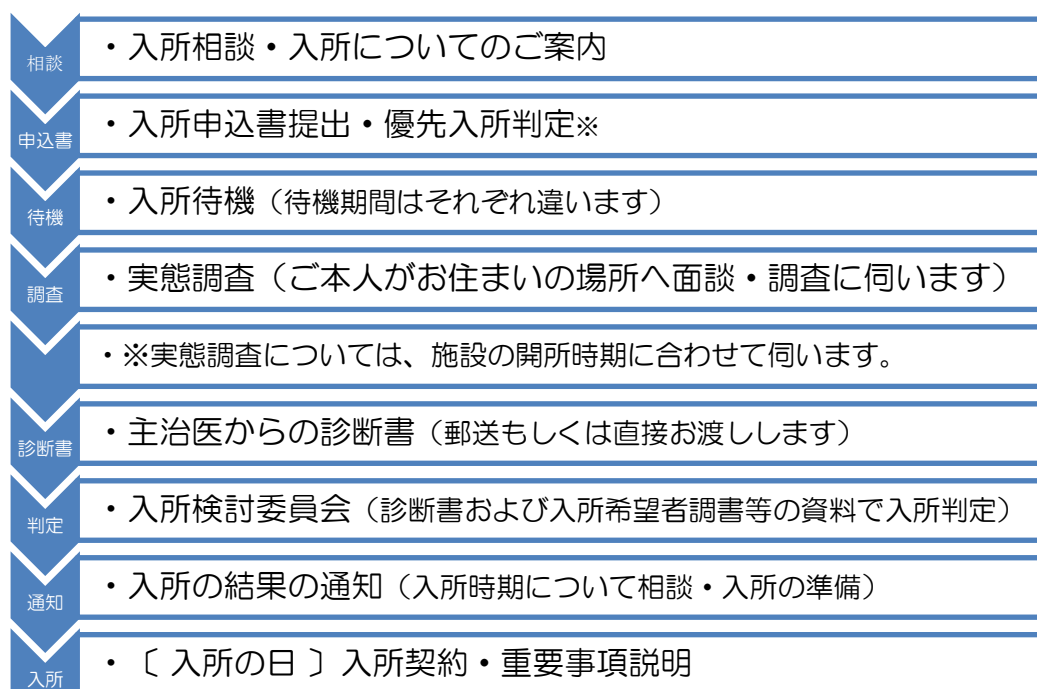 相談
・入所相談・入所についてのご案内
申込書
・入所申込書提出・優先入所判定※
待機
・入所待機（待機期間はそれぞれ違います）
調査
・実態調査（ご本人がお住まいの場所へ面談・調査に伺います）
・※実態調査については、施設の開所時期に合わせて伺います。
診断書
・主治医からの診断書（郵送もしくは直接お渡しします）
判定
・入所検討委員会（診断書および入所希望者調書等の資料で入所判定）
通知
・入所の結果の通知（入所時期について相談・入所の準備）
入所
・〔 入所の日 〕入所契約・重要事項説明